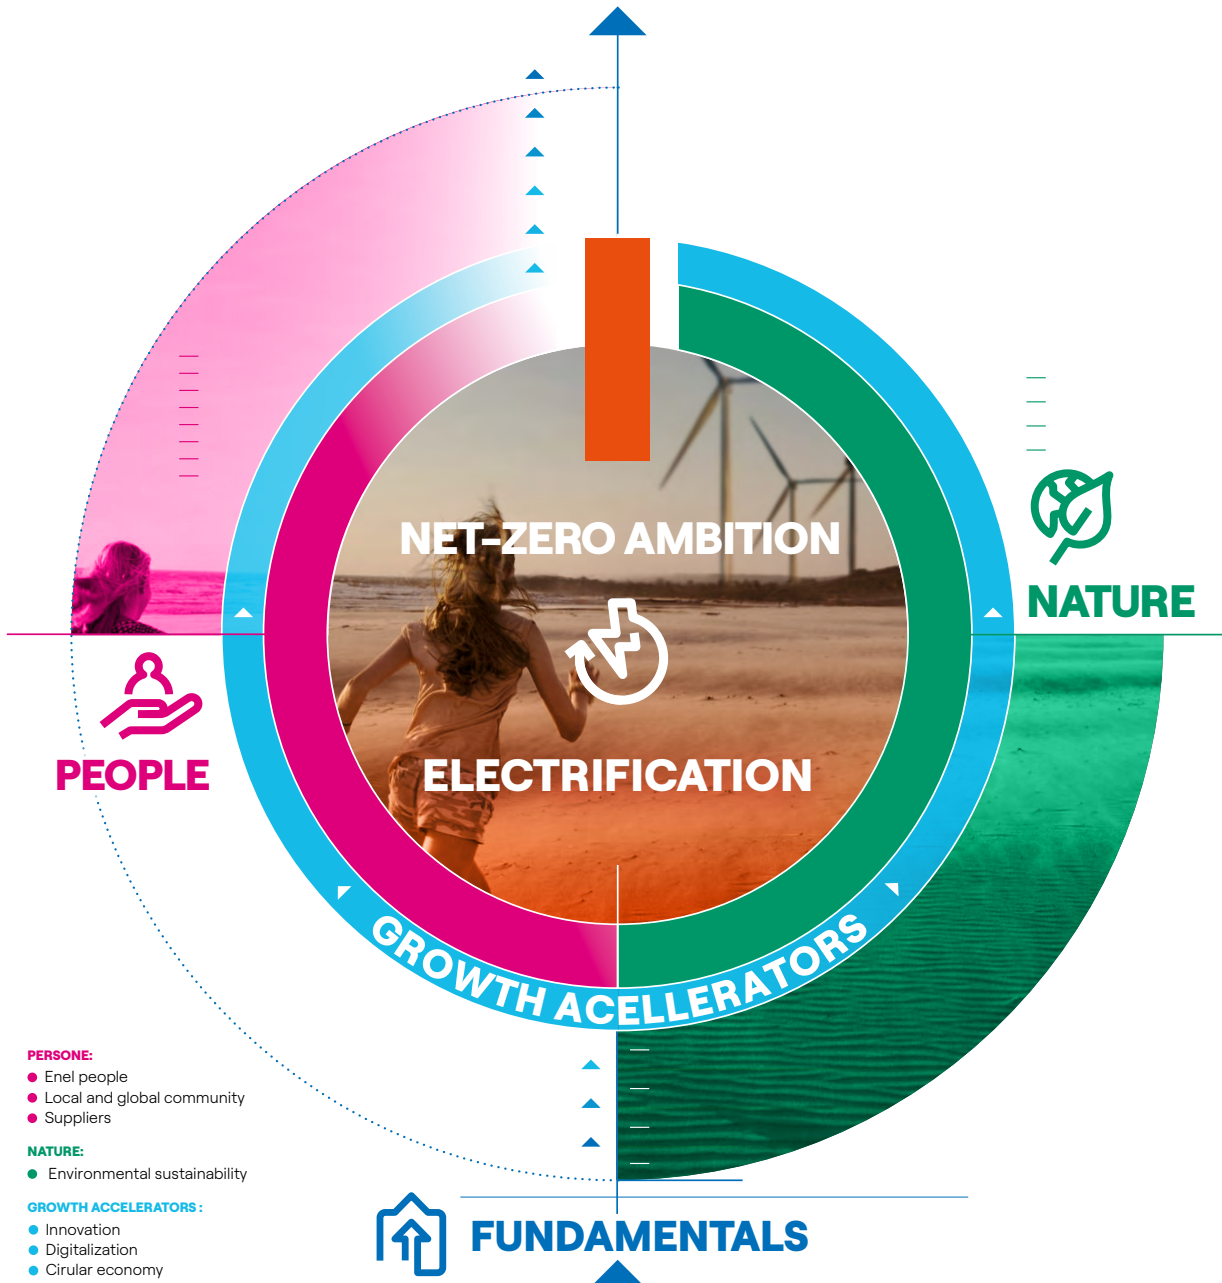 NET-ZERO AMBITION
NATURE
PEOPLE
ELECTRIFICATION
GROWTH ACELLERATORS
PERSONE:
Enel people
Local and global community
Suppliers
NATURE:
Environmental sustainability
GROWTH ACCELERATORS :
Innovation
Digitalization
Cirular economy
FUNDAMENTALS